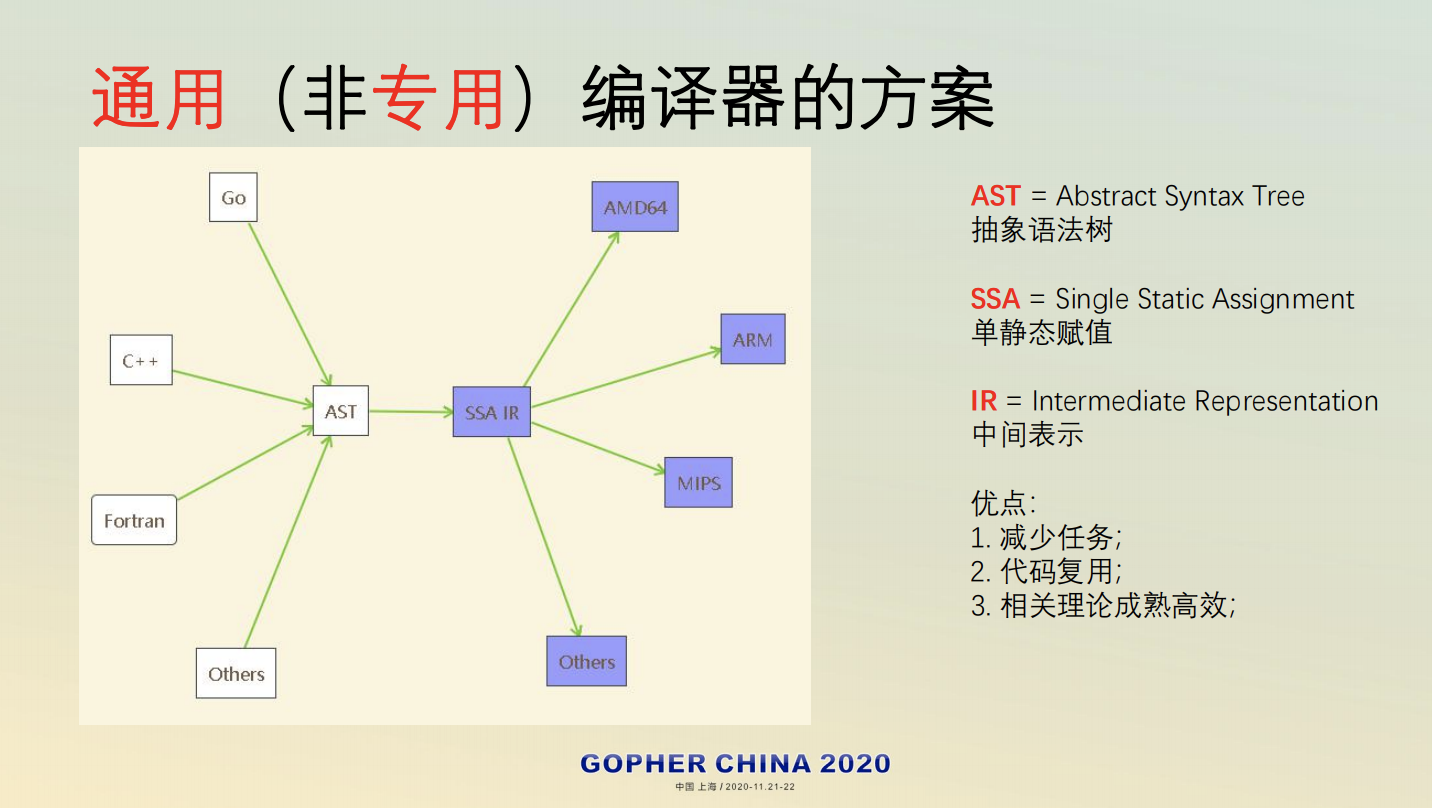 通用（非专用）编译器的方案
Go
AMD64
C++
ARM
AST
SSA IR
MIPS
Fortran
Others
Others
AST = Abstract Syntax Tree
抽象语法树
SSA = Single Static Assignment
单静态赋值
IR = Intermediate Representation
中间表示
优点：
1. 减少任务；
2. 代码复用；
3. 相关理论成熟高效；
GOPHER CHINA 2020
中国 上海 / 2020-11.21-22